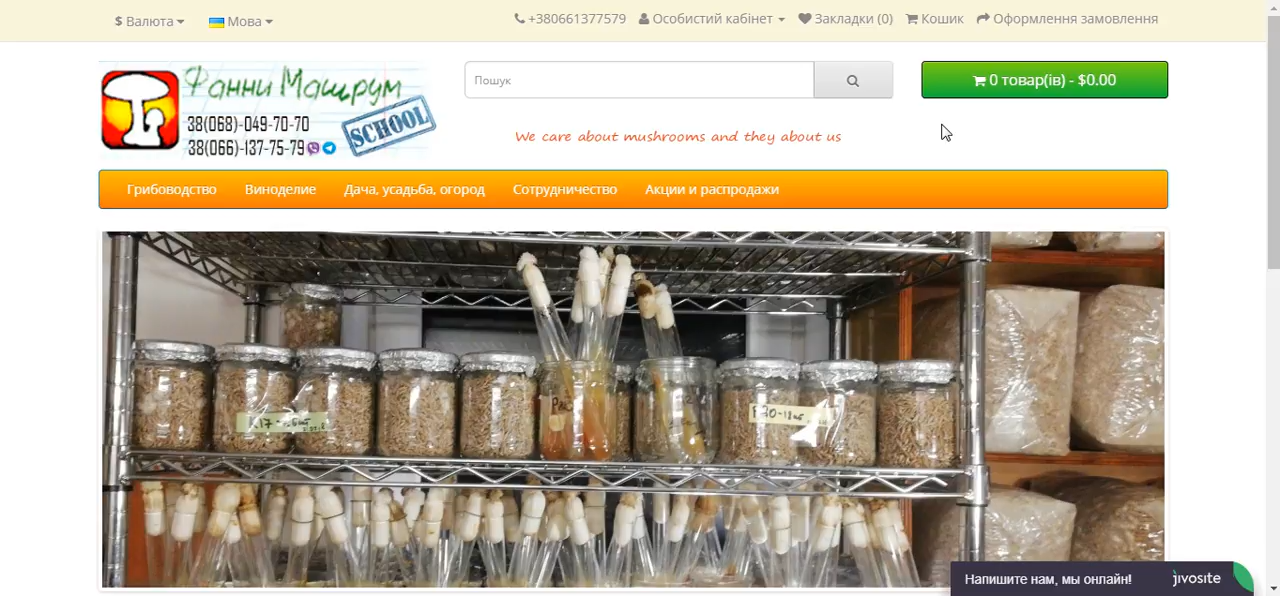 $ Валюта Мова +380661377579 Особистий кабінет Закладки (0) Кошик Оформлення замовлення
Фанни Машрум
38(068)-049-70-70
38(066)-137-75-79
SCHOOL
Пошук
0 товар(ів) - $0.00
We care about mushrooms and they about us
Грибоводство Виноделие Дача, усадьба, огород Сотрудничество Акции и распродажи
Напишите нам, мы онлайн! jivosite